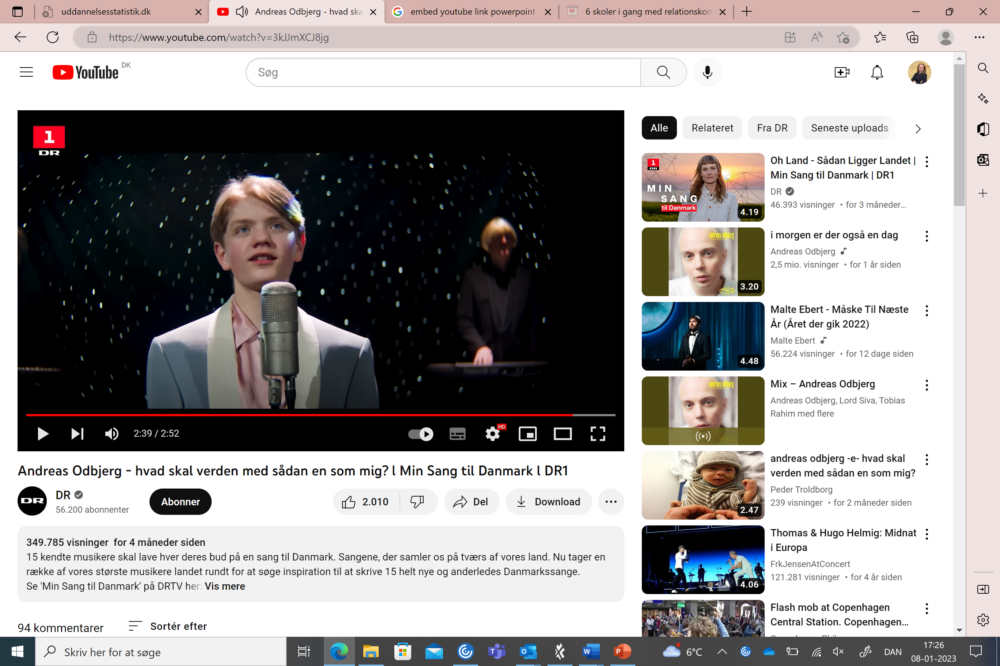 uddannelsesstatistik.dk
Andreas Odbjerg - hvad ska
embed youtube link powerpoint
6 skoler i gang med relationskom
https://www.youtube.com/watch?v=3kJJmXCJ8jg
YouTube DK
Søg
1
DR
2:39 / 2:52
HD
Andreas Odbjerg - hvad skal verden med sådan en som mig? l Min Sang til Danmark l DR1
DR
DR
56.200 abonnenter
Abonner
2.010
Del
Download
349.785 visninger for 4 måneder siden
15 kendte musikere skal lave hver deres bud på en sang til Danmark. Sangene, der samler os på tværs af vores land. Nu tager en
række af vores største musikere landet rundt for at søge inspiration til at skrive 15 helt nye og anderledes Danmarkssange.
Se 'Min Sang til Danmark' på DRTV her: Vis mere
94 kommentarer
Sortér efter
Alle
Relateret
Fra DR
Seneste uploads
1
DR
MIN
SANG
til Danmark
4.19
Oh Land - Sådan Ligger Landet |
Min Sang til Danmark | DR1
DR
46.393 visninger • for 3 måneder...
andreas odbjerg
3.20
i morgen er der også en dag
Andreas Odbjerg
2,5 mio. visninger • for 1 år siden
4.48
Malte Ebert - Måske Til Næste
År (Året der gik 2022)
Malte Ebert
56.224 visninger • for 12 dage siden
andreas odbjerg
Mix – Andreas Odbjerg
Andreas Odbjerg, Lord Siva, Tobias
Rahim med flere
2.47
andreas odbjerg -e- hvad skal
verden med sådan en som mig?
Peder Troldborg
239 visninger • for 2 måneder siden
4.06
Thomas & Hugo Helmig: Midnat
i Europa
FrkJensenAtConcert
121.281 visninger • for 4 år siden
Flash mob at Copenhagen
Central Station. Copenhagen...
Skriv her for at søge
6°C
DAN
17:26
08-01-2023